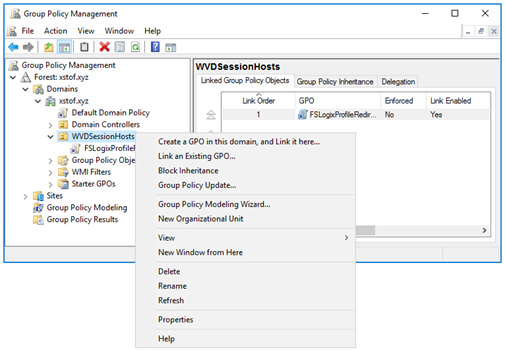 Group Policy Management
File Action View Window Help
Group Policy Management
Forest: xstof.xyz
Domains
xstof.xyz
Default Domain Policy
Domain Controllers
WVDSessionHosts
FSLogixProfileR
Group Policy Obje
WMI Filters
Starter GPOs
Sites
Group Policy Modeling
Group Policy Results
WVDSessionHosts
Linked Group Policy Objects Group Policy Inheritance Delegation
Link Order GPO Enforced Link Enabled
1 FSLogixProfileRedir... No Yes
Create a GPO in this domain, and Link it here...
Link an Existing GPO...
Block Inheritance
Group Policy Update...
Group Policy Modeling Wizard...
New Organizational Unit
View
New Window from Here
Delete
Rename
Refresh
Properties
Help